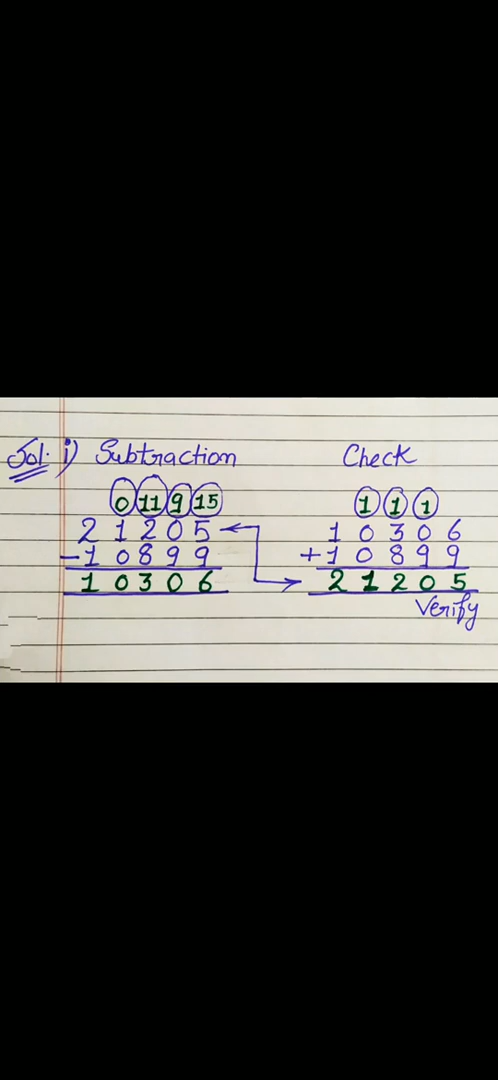 Sol. i) Subtraction Check
0 11 9 15 1 1 1
2 1 2 0 5 1 0 3 0 6
- 1 0 8 9 9 + 1 0 8 9 9
1 0 3 0 6 2 1 2 0 5
Verify